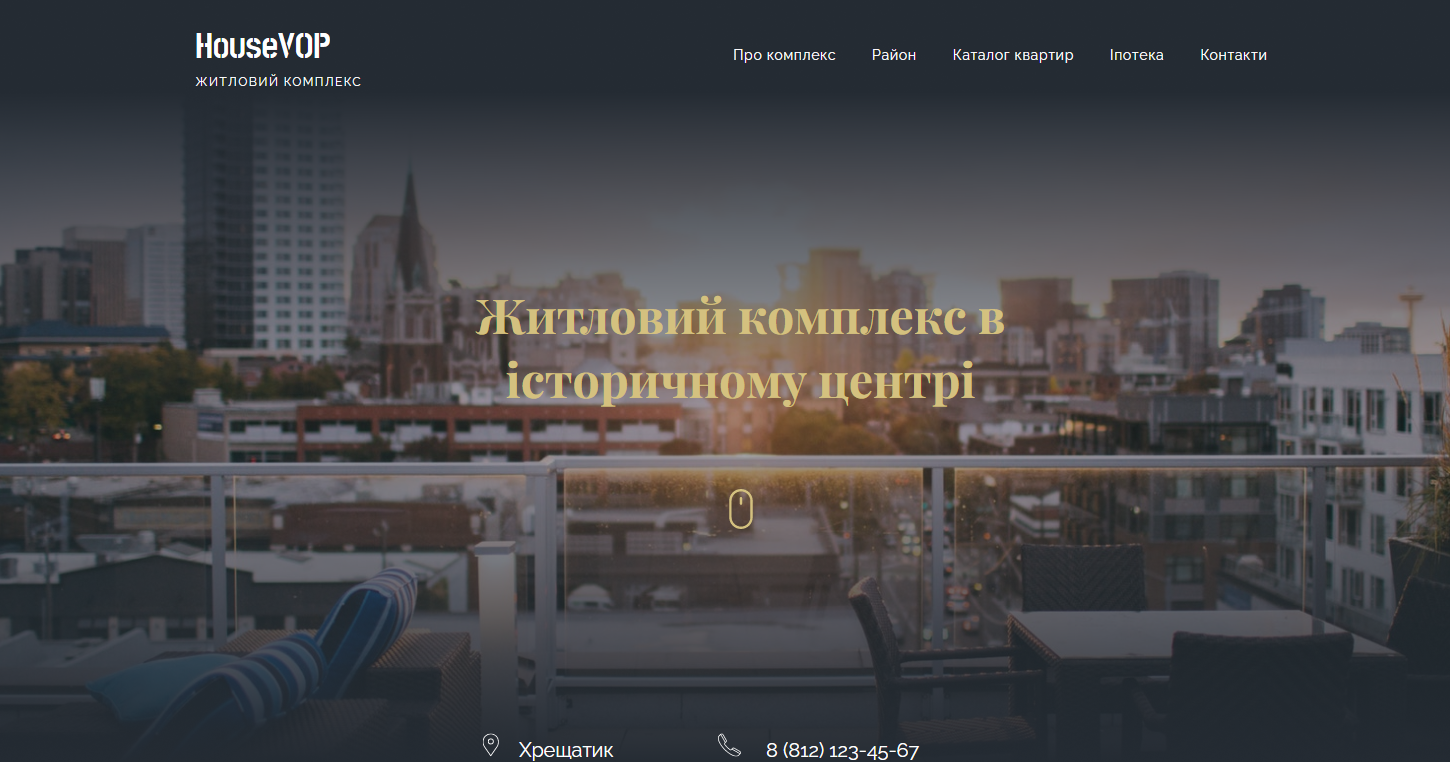 HouseVOP
ЖИТЛОВИЙ КОМПЛЕКС
Про комплекс Район Каталог квартир Іпотека Контакти
Житловий комплекс в
історичному центрі
Хрещатик 8 (812) 123-45-67